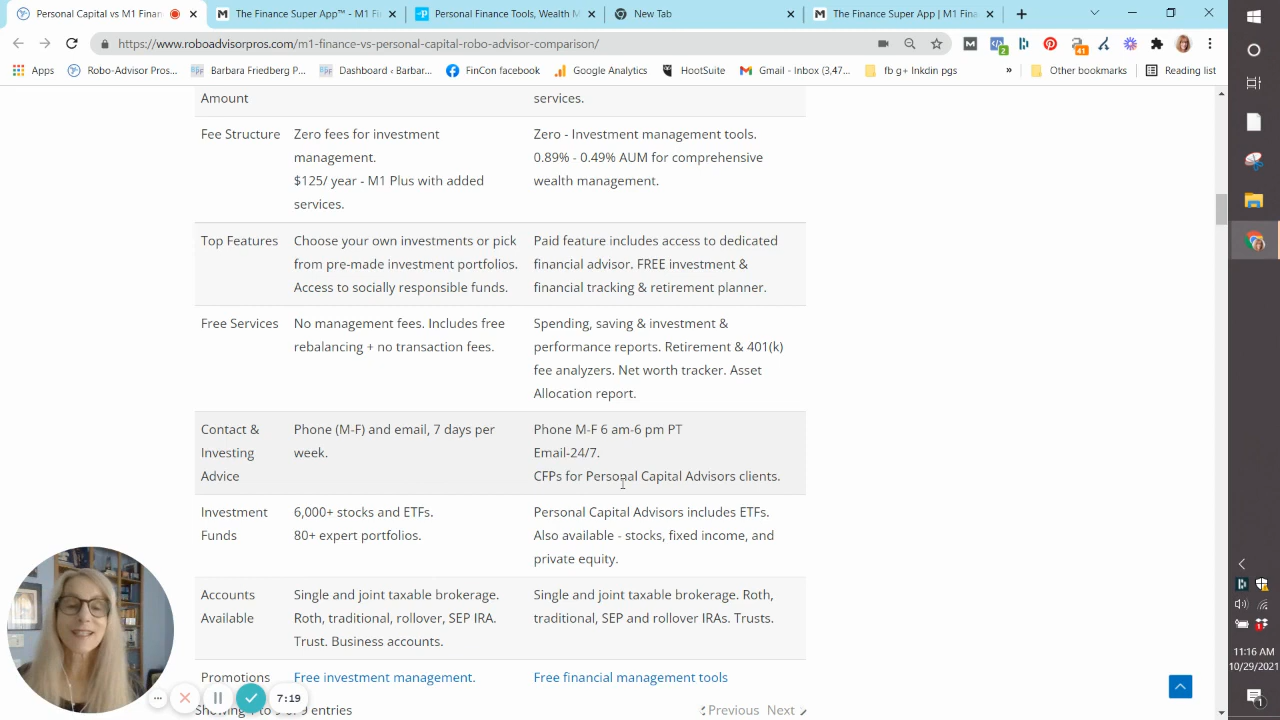 Personal Capital vs M1 Finan
The Finance Super App™ - M1 Fi
Personal Finance Tools, Wealth M
New Tab
The Finance Super App | M1 Fina
https://www.roboadvisorpros.com/m1-finance-vs-personal-capital-robo-advisor-comparison/
2
41
Apps
Robo-Advisor Pros...
Barbara Friedberg P...
Dashboard ‹ Barbar...
FinCon facebook
Google Analytics
HootSuite
Gmail - Inbox (3,47...
fb g+ lnkdin pgs
»
Other bookmarks
Reading list
Amount
services.
Fee Structure
Zero fees for investment
management.
$125/ year - M1 Plus with added
services.
Zero - Investment management tools.
0.89% - 0.49% AUM for comprehensive
wealth management.
Top Features
Choose your own investments or pick
from pre-made investment portfolios.
Access to socially responsible funds.
Paid feature includes access to dedicated
financial advisor. FREE investment &
financial tracking & retirement planner.
Free Services
No management fees. Includes free
rebalancing + no transaction fees.
Spending, saving & investment &
performance reports. Retirement & 401(k)
fee analyzers. Net worth tracker. Asset
Allocation report.
Contact &
Investing
Advice
Phone (M-F) and email, 7 days per
week.
Phone M-F 6 am-6 pm PT
Email-24/7.
CFPs for Personal Capital Advisors clients.
Investment
Funds
6,000+ stocks and ETFs.
80+ expert portfolios.
Personal Capital Advisors includes ETFs.
Also available - stocks, fixed income, and
private equity.
Accounts
Available
Single and joint taxable brokerage.
Roth, traditional, rollover, SEP IRA.
Trust. Business accounts.
Single and joint taxable brokerage. Roth,
traditional, SEP and rollover IRAs. Trusts.
Promotions
Free investment management.
Free financial management tools
entries
Previous
Next
7:19
11:16 AM
10/29/2021
1